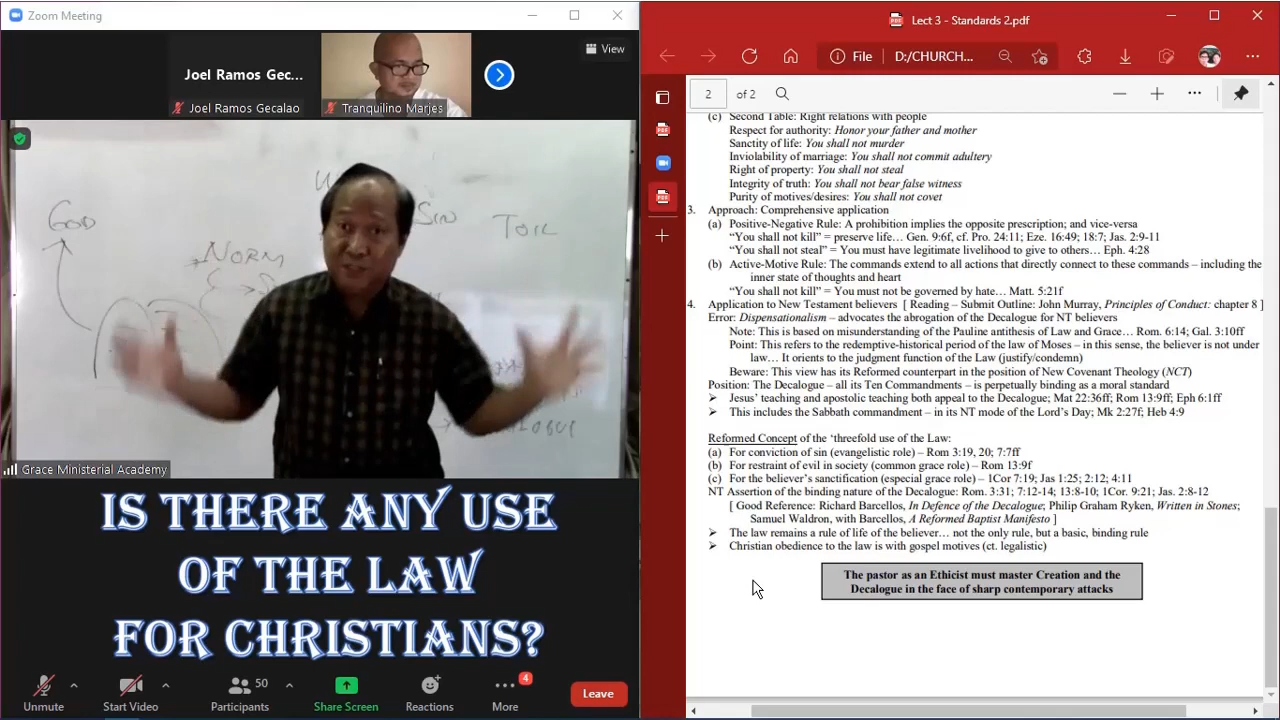 Zoom Meeting
Joel Ramos Gec...
Joel Ramos Gecalao
Tranquilino Marjes
View
GOD
NORM
SIN
TOIL
Grace Ministerial Academy
IS THERE ANY USE
OF THE LAW
FOR CHRISTIANS?
Unmute
Start Video
50
Participants
Share Screen
Reactions
4
More
Leave
Lect 3 - Standards 2.pdf
File
D:/CHURCH...
2
of 2
(c) Second Table: Right relations with people
Respect for authority: Honor your father and mother
Sanctity of life: You shall not murder
Inviolability of marriage: You shall not commit adultery
Right of property: You shall not steal
Integrity of truth: You shall not bear false witness
Purity of motives/desires: You shall not covet
3. Approach: Comprehensive application
(a) Positive-Negative Rule: A prohibition implies the opposite prescription; and vice-versa
“You shall not kill” = preserve life… Gen. 9:6f, cf. Pro. 24:11; Eze. 16:49; 18:7; Jas. 2:9-11
“You shall not steal” = You must have legitimate livelihood to give to others… Eph. 4:28
(b) Active-Motive Rule: The commands extend to all actions that directly connect to these commands – including the
inner state of thoughts and heart
“You shall not kill” = You must not be governed by hate… Matt. 5:21f
4. Application to New Testament believers [ Reading – Submit Outline: John Murray, Principles of Conduct: chapter 8 ]
Error: Dispensationalism – advocates the abrogation of the Decalogue for NT believers
Note: This is based on misunderstanding of the Pauline antithesis of Law and Grace… Rom. 6:14; Gal. 3:10ff
Point: This refers to the redemptive-historical period of the law of Moses – in this sense, the believer is not under
law… It orients to the judgment function of the Law (justify/condemn)
Beware: This view has its Reformed counterpart in the position of New Covenant Theology (NCT)
Position: The Decalogue – all its Ten Commandments – is perpetually binding as a moral standard
➢ Jesus’ teaching and apostolic teaching both appeal to the Decalogue; Mat 22:36ff; Rom 13:9ff; Eph 6:1ff
➢ This includes the Sabbath commandment – in its NT mode of the Lord’s Day; Mk 2:27f; Heb 4:9
Reformed Concept of the ‘threefold use of the Law:
(a) For conviction of sin (evangelistic role) – Rom 3:19, 20; 7:7ff
(b) For restraint of evil in society (common grace role) – Rom 13:9f
(c) For the believer’s sanctification (especial grace role) – 1Cor 7:19; Jas 1:25; 2:12; 4:11
NT Assertion of the binding nature of the Decalogue: Rom. 3:31; 7:12-14; 13:8-10; 1Cor. 9:21; Jas. 2:8-12
[ Good Reference: Richard Barcellos, In Defence of the Decalogue; Philip Graham Ryken, Written in Stones;
Samuel Waldron, with Barcellos, A Reformed Baptist Manifesto ]
➢ The law remains a rule of life of the believer… not the only rule, but a basic, binding rule
➢ Christian obedience to the law is with gospel motives (ct. legalistic)
The pastor as an Ethicist must master Creation and the
Decalogue in the face of sharp contemporary attacks